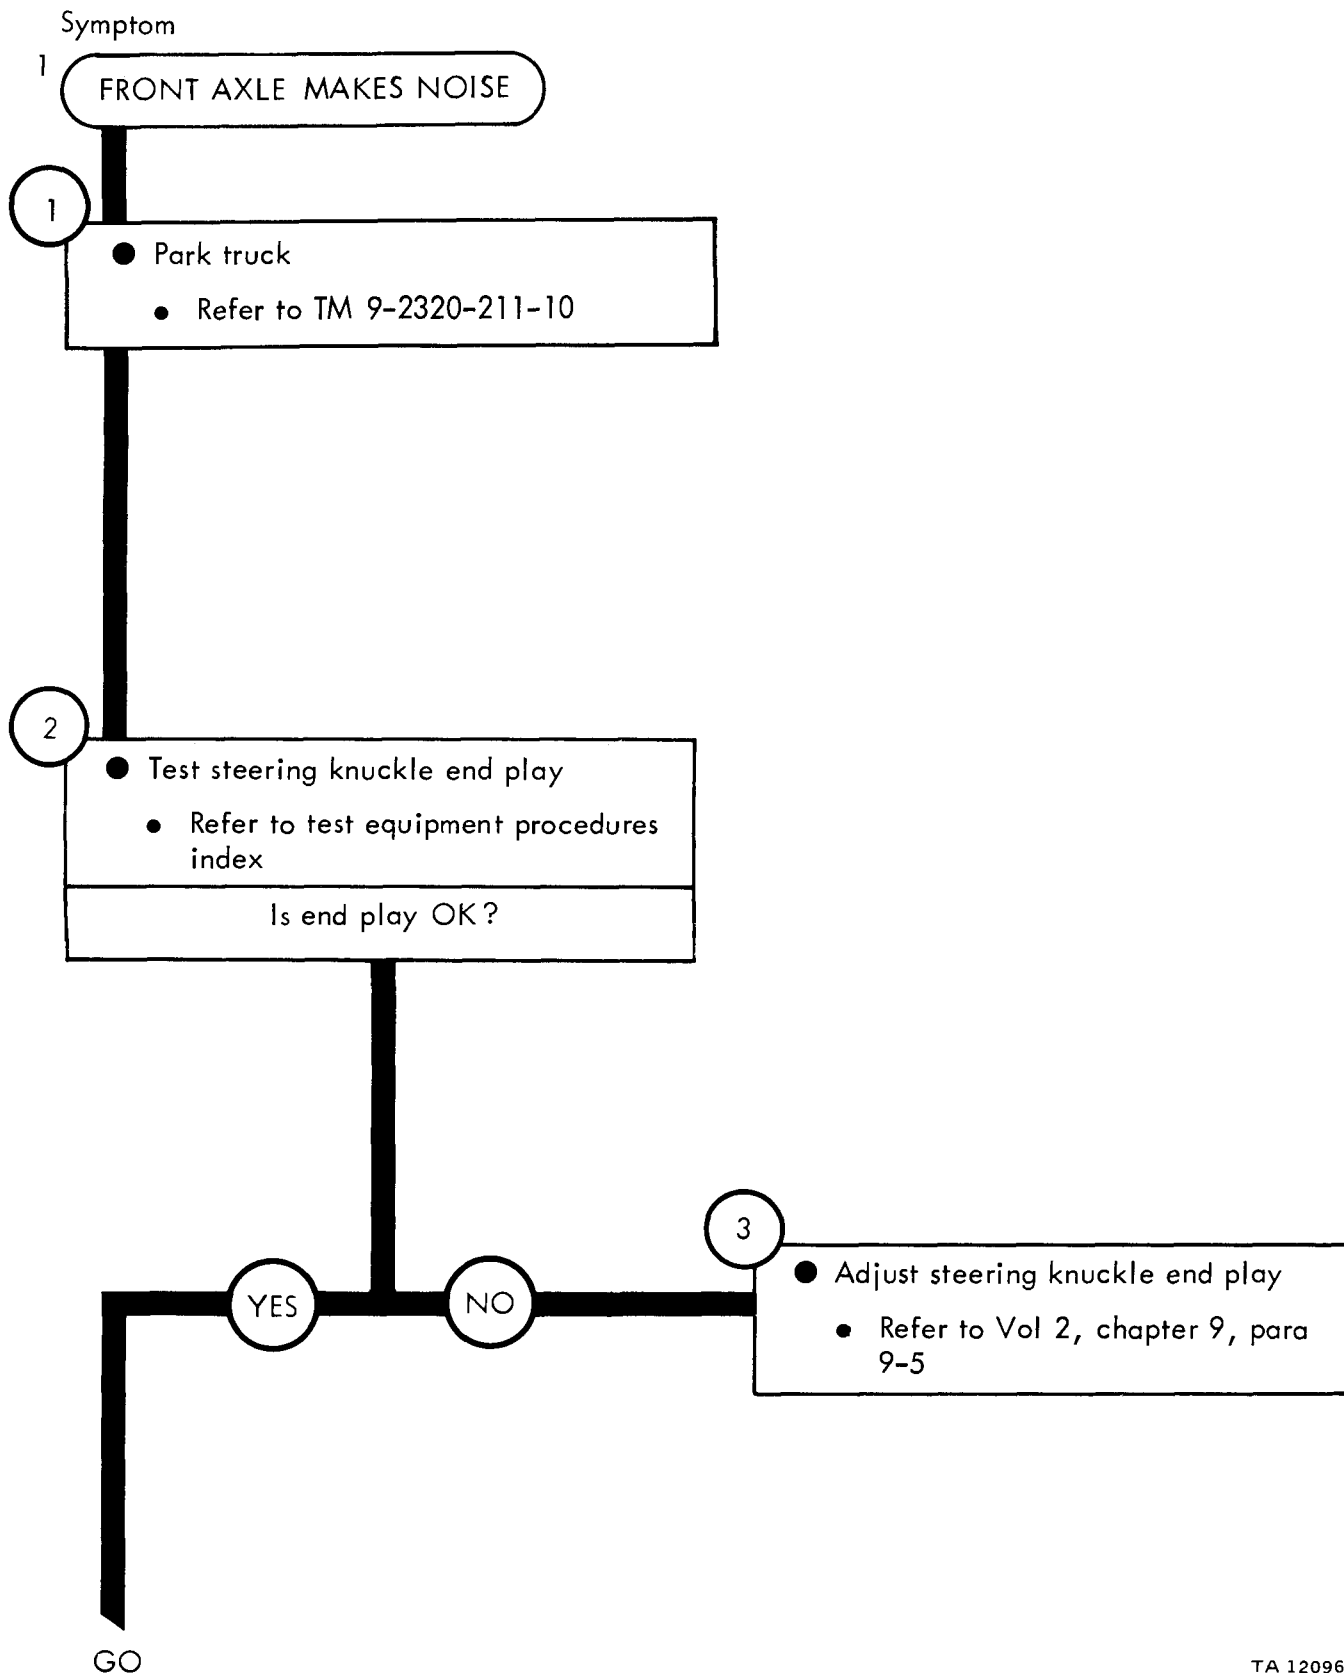 Symptom
1
FRONT AXLE MAKES NOISE
1
● Park truck
● Refer to TM 9-2320-211-10
2
● Test steering knuckle end play
● Refer to test equipment procedures
index
Is end play OK?
YES
NO
3
● Adjust steering knuckle end play
● Refer to Vol 2, chapter 9, para
9-5
GO
TA 12096